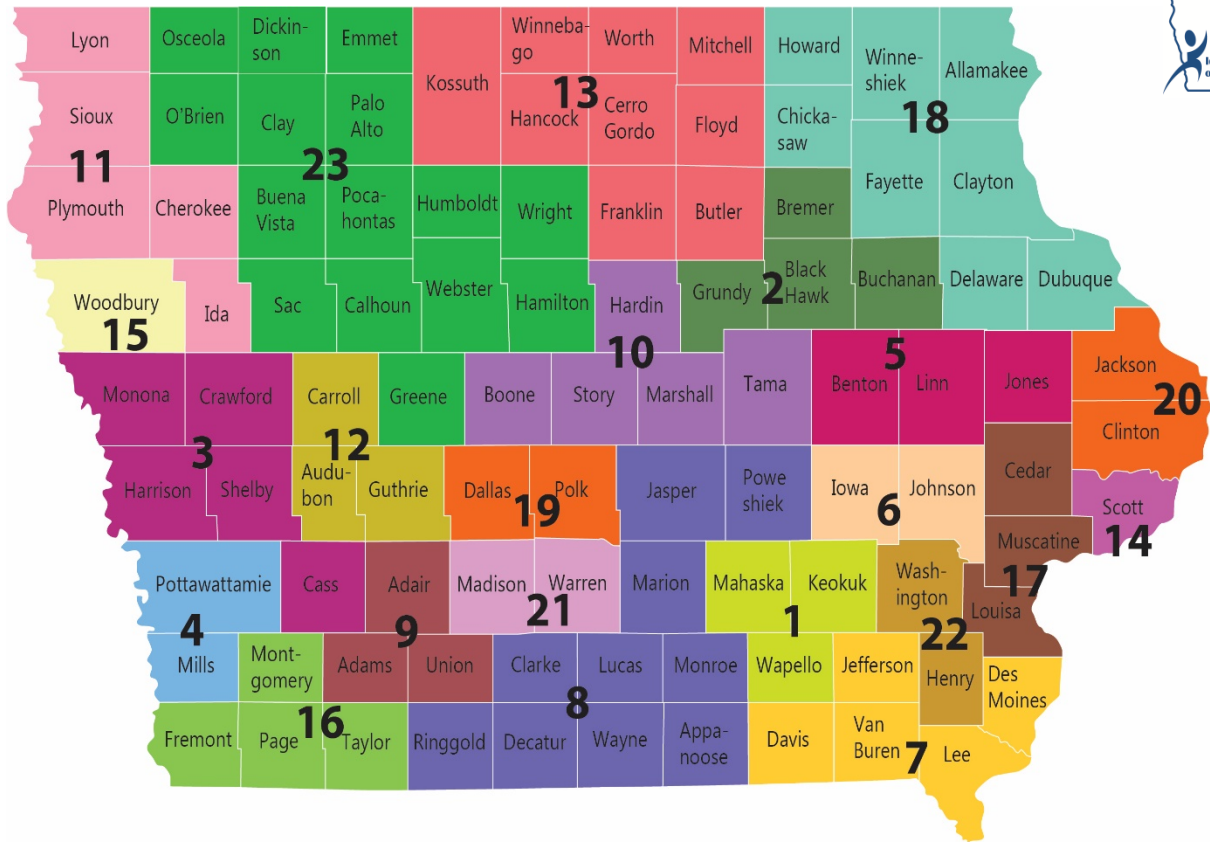 Lyon
Osceola
Dickin-
son
Emmet
Kossuth
Winneba-
go
Worth
Mitchell
Howard
Winne-
shiek
Allamakee
Sioux
O'Brien
Clay
Palo
Alto
Hancock
Cerro
Gordo
Floyd
Chicka-
saw
13
18
11
23
Plymouth
Cherokee
Buena
Vista
Poca-
hontas
Humboldt
Wright
Franklin
Butler
Bremer
Fayette
Clayton
Woodbury
15
Ida
Sac
Calhoun
Webster
Hamilton
Hardin
Grundy
2
Black
Hawk
Buchanan
Delaware
Dubuque
10
5
Monona
Crawford
Carroll
Greene
Boone
Story
Marshall
Tama
Benton
Linn
Jones
Jackson
20
Clinton
3
12
Harrison
Shelby
Audu-
bon
Guthrie
Dallas
Polk
19
Jasper
Powe
shiek
Iowa
Johnson
6
Cedar
Scott
14
Muscatine
17
Pottawattamie
Cass
Adair
Madison
Warren
21
Marion
Mahaska
Keokuk
Wash-
ington
Louisa
4
9
1
22
Mills
Mont-
gomery
Adams
Union
Clarke
Lucas
Monroe
Wapello
Jefferson
Henry
Des
Moines
16
8
Fremont
Page
Taylor
Ringgold
Decatur
Wayne
Appa-
noose
Davis
Van
Buren
7
Lee